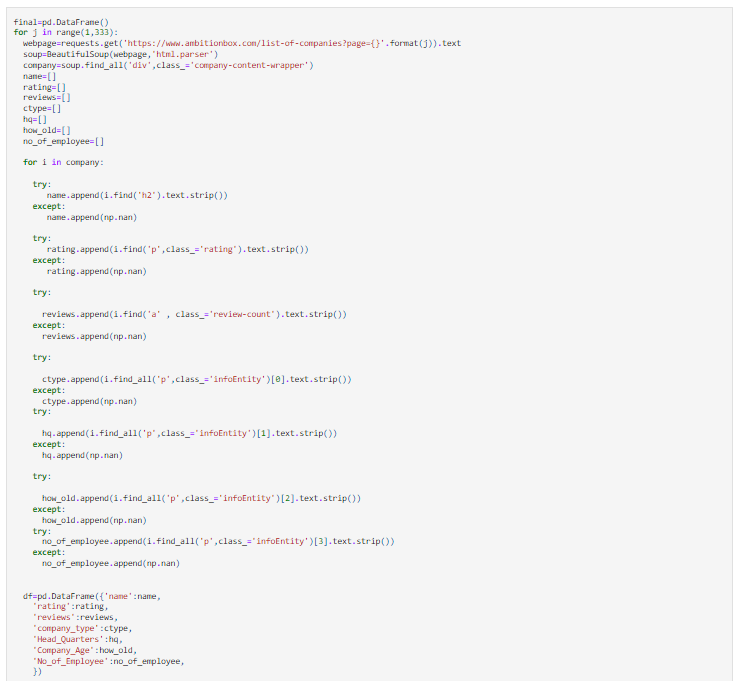 final=pd.DataFrame()
for j in range(1,333):
  webpage=requests.get('https://www.ambitionbox.com/list-of-companies?page={}'.format(j)).text
  soup=BeautifulSoup(webpage,'html.parser')
  company=soup.find_all('div',class_='company-content-wrapper')
  name=[]
  rating=[]
  reviews=[]
  ctype=[]
  hq=[]
  how_old=[]
  no_of_employee=[]
  for i in company:
    try:
       name.append(i.find('h2').text.strip())
    except:
       name.append(np.nan)
    try:
       rating.append(i.find('p',class_='rating').text.strip())
    except:
       rating.append(np.nan)
    try:
      reviews.append(i.find('a' , class_='review-count').text.strip())
    except:
      reviews.append(np.nan)
    try:
      ctype.append(i.find_all('p',class_='infoEntity')[0].text.strip())
    except:
      ctype.append(np.nan)
    try:
      hq.append(i.find_all('p',class_='infoEntity')[1].text.strip())
    except:
      hq.append(np.nan)
    try:
      how_old.append(i.find_all('p',class_='infoEntity')[2].text.strip())
    except:
      how_old.append(np.nan)
    try:
      no_of_employee.append(i.find_all('p',class_='infoEntity')[3].text.strip())
    except:
      no_of_employee.append(np.nan)
  df=pd.DataFrame({'name':name,
    'rating':rating,
    'reviews':reviews,
    'company_type':ctype,
    'Head_Quarters':hq,
    'Company_Age':how_old,
    'No_of_Employee':no_of_employee,
    })